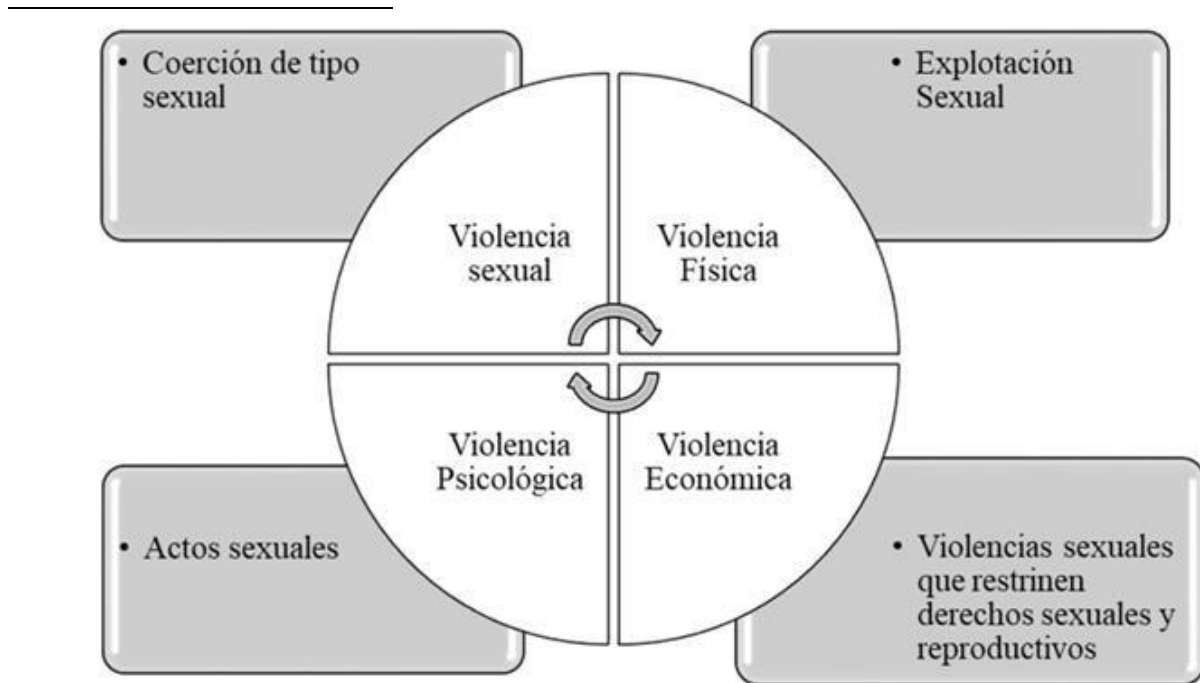 • Coerción de tipo
sexual
• Explotación
Sexual
Violencia
sexual
Violencia
Física
Violencia
Psicológica
Violencia
Económica
• Actos sexuales
• Violencias sexuales
que restrinen
derechos sexuales y
reproductivos